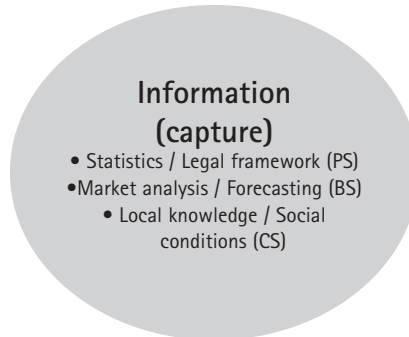 Information
(capture)
• Statistics / Legal framework (PS)
•Market analysis / Forecasting (BS)
• Local knowledge / Social
conditions (CS)